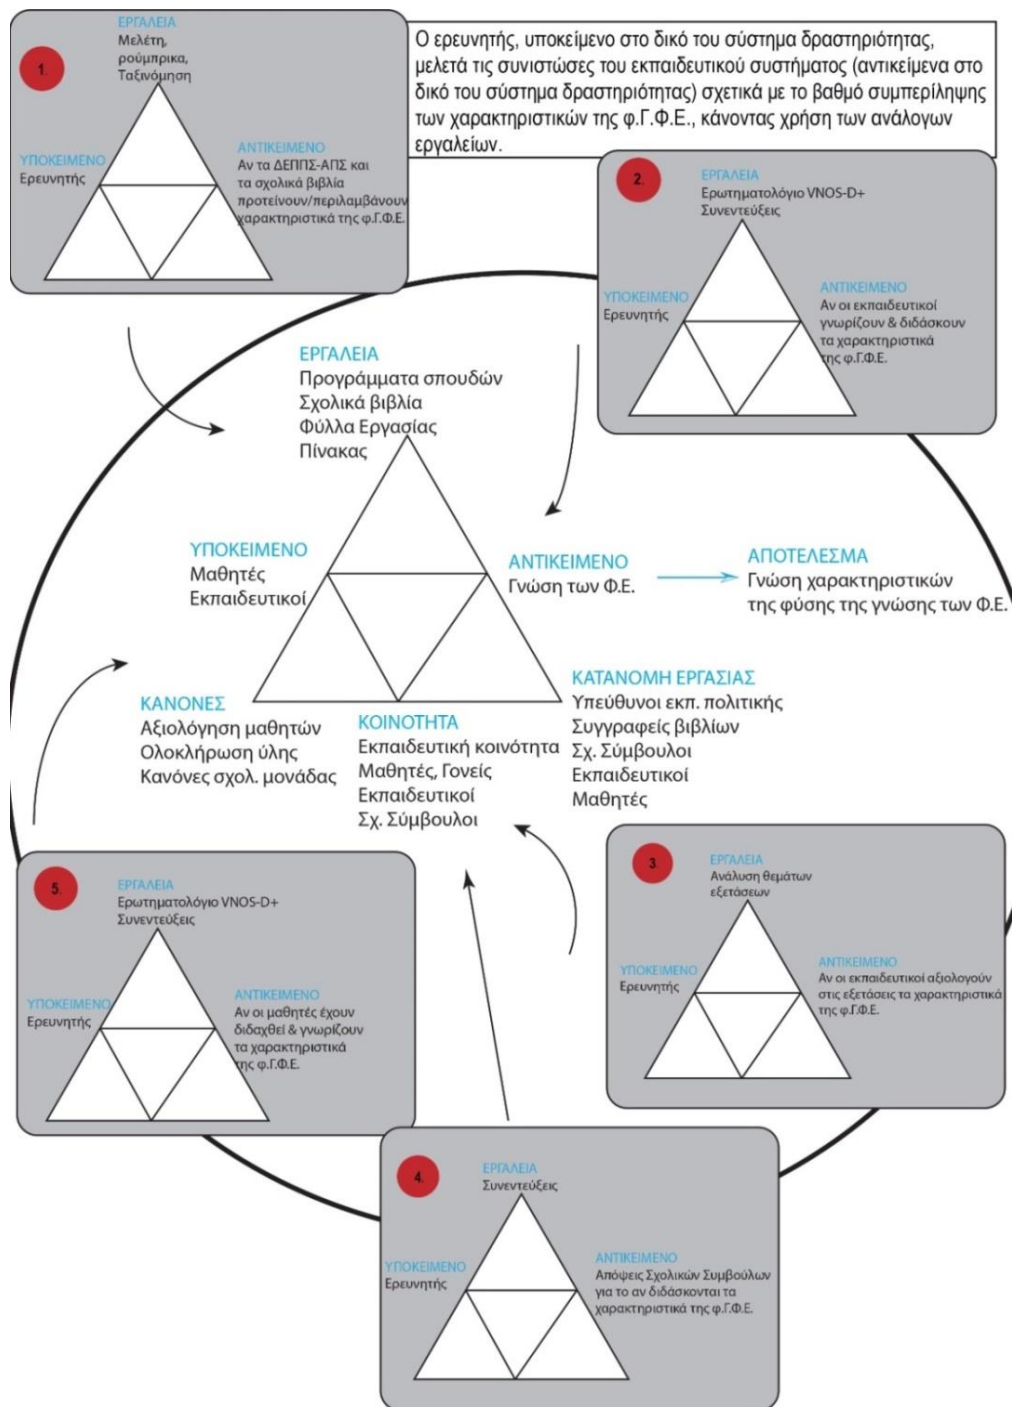 1.
ΕΡΓΑΛΕΙΑ
Μελέτη,
ρούμπρικα,
Ταξινόμηση
ΥΠΟΚΕΙΜΕΝΟ
Ερευνητής
ΑΝΤΙΚΕΙΜΕΝΟ
Αν τα ΔΕΠΠΣ-ΑΠΣ και
τα σχολικά βιβλία
προτείνουν/περιλαμβάνουν
χαρακτηριστικά της φ.Γ.Φ.Ε.
Ο ερευνητής, υποκείμενο στο δικό του σύστημα δραστηριότητας,
μελετά τις συνιστώσες του εκπαιδευτικού συστήματος (αντικείμενα στο
δικό του σύστημα δραστηριότητας) σχετικά με το βαθμό συμπερίληψης
των χαρακτηριστικών της φ.Γ.Φ.Ε., κάνοντας χρήση των ανάλογων
εργαλείων.
2.
ΕΡΓΑΛΕΙΑ
Ερωτηματολόγιο VNOS-D+
Συνεντεύξεις
ΥΠΟΚΕΙΜΕΝΟ
Ερευνητής
ΑΝΤΙΚΕΙΜΕΝΟ
Αν οι εκπαιδευτικοί
γνωρίζουν & διδάσκουν
τα χαρακτηριστικά
της φ.Γ.Φ.Ε.
ΕΡΓΑΛΕΙΑ
Προγράμματα σπουδών
Σχολικά βιβλία
Φύλλα Εργασίας
Πίνακας
ΥΠΟΚΕΙΜΕΝΟ
Μαθητές
Εκπαιδευτικοί
ΑΝΤΙΚΕΙΜΕΝΟ
Γνώση των Φ.Ε.
ΑΠΟΤΕΛΕΣΜΑ
Γνώση χαρακτηριστικών
της φύσης της γνώσης των Φ.Ε.
ΚΑΝΟΝΕΣ
Αξιολόγηση μαθητών
Ολοκλήρωση ύλης
Κανόνες σχολ. μονάδας
ΚΟΙΝΟΤΗΤΑ
Εκπαιδευτική κοινότητα
Μαθητές, Γονείς
Εκπαιδευτικοί
Σχ. Σύμβουλοι
ΚΑΤΑΝΟΜΗ ΕΡΓΑΣΙΑΣ
Υπεύθυνοι εκπ. πολιτικής
Συγγραφείς βιβλίων
Σχ. Σύμβουλοι
Εκπαιδευτικοί
Μαθητές
5.
ΕΡΓΑΛΕΙΑ
Ερωτηματολόγιο VNOS-D+
Συνεντεύξεις
ΥΠΟΚΕΙΜΕΝΟ
Ερευνητής
ΑΝΤΙΚΕΙΜΕΝΟ
Αν οι μαθητές έχουν
διδαχθεί & γνωρίζουν
τα χαρακτηριστικά
της φ.Γ.Φ.Ε.
3.
ΕΡΓΑΛΕΙΑ
Ανάλυση θεμάτων
εξετάσεων
ΥΠΟΚΕΙΜΕΝΟ
Ερευνητής
ΑΝΤΙΚΕΙΜΕΝΟ
Αν οι εκπαιδευτικοί αξιολογούν
στις εξετάσεις τα χαρακτηριστικά
της φ.Γ.Φ.Ε.
4.
ΕΡΓΑΛΕΙΑ
Συνεντεύξεις
ΥΠΟΚΕΙΜΕΝΟ
Ερευνητής
ΑΝΤΙΚΕΙΜΕΝΟ
Απόψεις Σχολικών Συμβούλων
για το αν διδάσκονται τα
χαρακτηριστικά της φ.Γ.Φ.Ε.